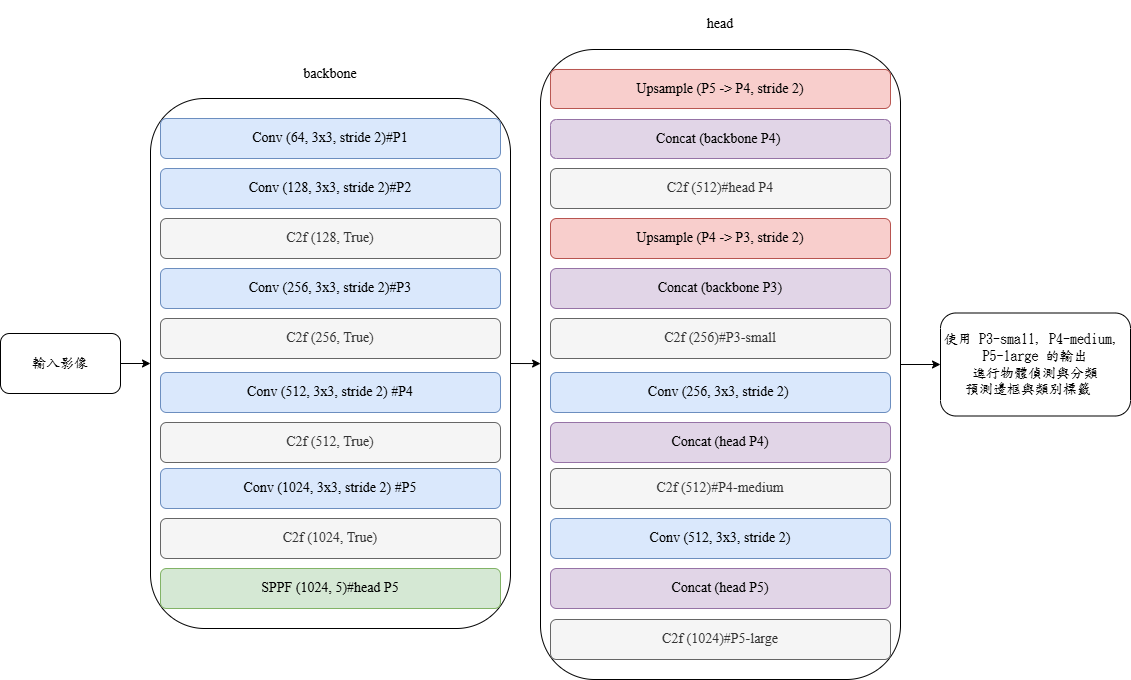 head
backbone
輸入影像
Conv (64, 3x3, stride 2)#P1
Conv (128, 3x3, stride 2)#P2
C2f (128, True)
Conv (256, 3x3, stride 2)#P3
C2f (256, True)
Conv (512, 3x3, stride 2) #P4
C2f (512, True)
Conv (1024, 3x3, stride 2) #P5
C2f (1024, True)
SPPF (1024, 5)#head P5
Upsample (P5 -> P4, stride 2)
Concat (backbone P4)
C2f (512)#head P4
Upsample (P4 -> P3, stride 2)
Concat (backbone P3)
C2f (256)#P3-small
Conv (256, 3x3, stride 2)
Concat (head P4)
C2f (512)#P4-medium
Conv (512, 3x3, stride 2)
Concat (head P5)
C2f (1024)#P5-large
使用 P3-small, P4-medium,
P5-large 的輸出
進行物體偵測與分類
預測邊框與類別標籤